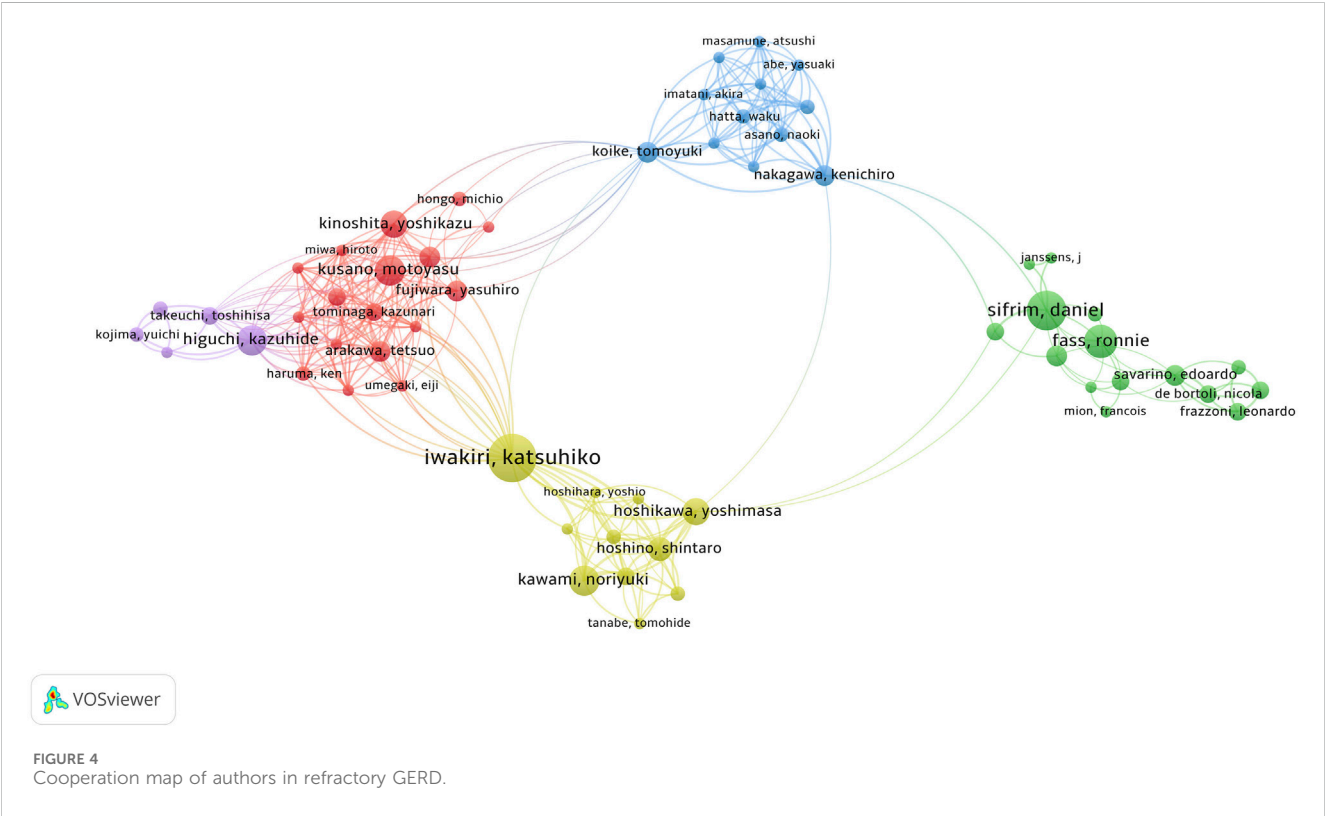 masamune, atsushi
abe, yasuaki
imatani, akira
hatta, waku
asano, naoki
koike, tomoyuki
nakagawa, kenichiro
hongo, michio
kinoshita, yoshikazu
miwa, hiroto
kusano, motoyasu
fujiwara, yasuhiro
tominaga, kazunari
takeuchi, toshihisa
kojima, yuichi
higuchi, kazuhide
arakawa, tetsuo
haruma, ken
umegaki, eiji
janssens, j
sifrim, daniel
fass, ronnie
savarino, edoardo
de bortoli, nicola
mion, francois
frazzoni, leonardo
iwakiri, katsuhiko
hoshihara, yoshio
hoshikawa, yoshimasa
hoshino, shintaro
kawami, noriyuki
tanabe, tomohide
VOSviewer
FIGURE 4
Cooperation map of authors in refractory GERD.